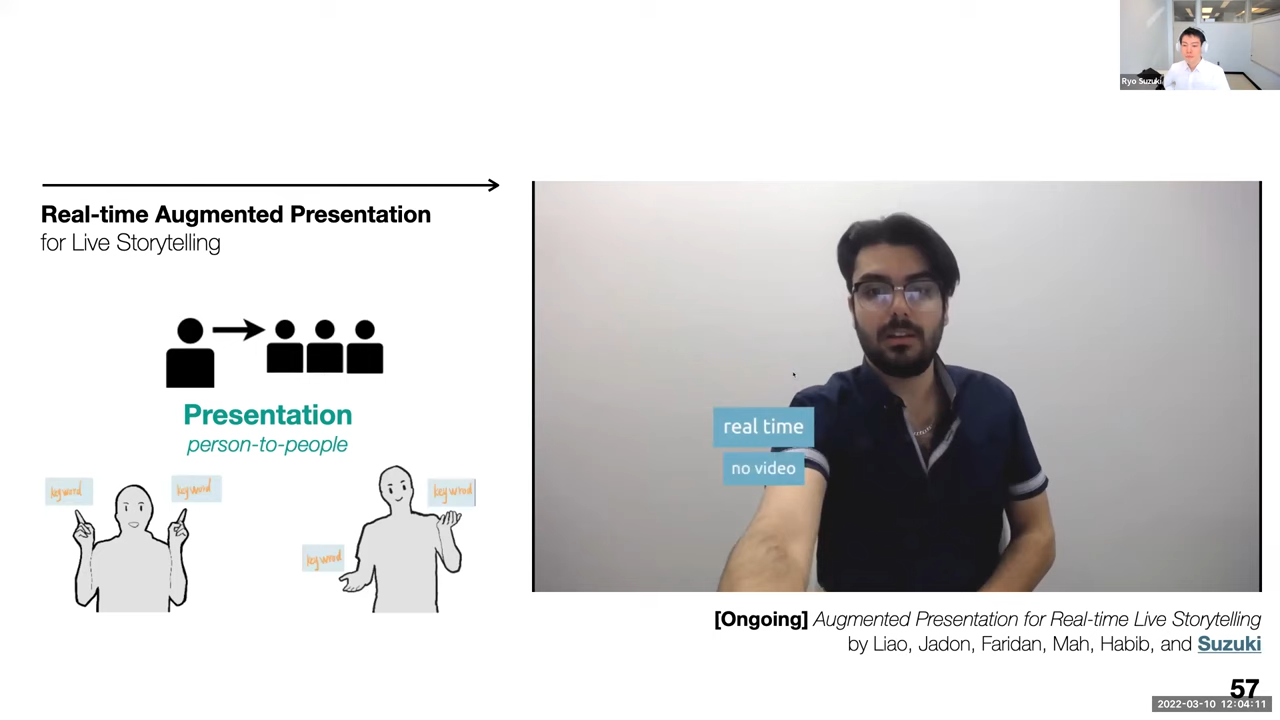 Ryo Suzuki
Real-time Augmented Presentation
for Live Storytelling
Presentation
person-to-people
keyword
keyword
keyword
keyword
real time
no video
[Ongoing] Augmented Presentation for Real-time Live Storytelling
by Liao, Jadon, Faridan, Mah, Habib, and Suzuki
57
2022-03-10 12:04:11